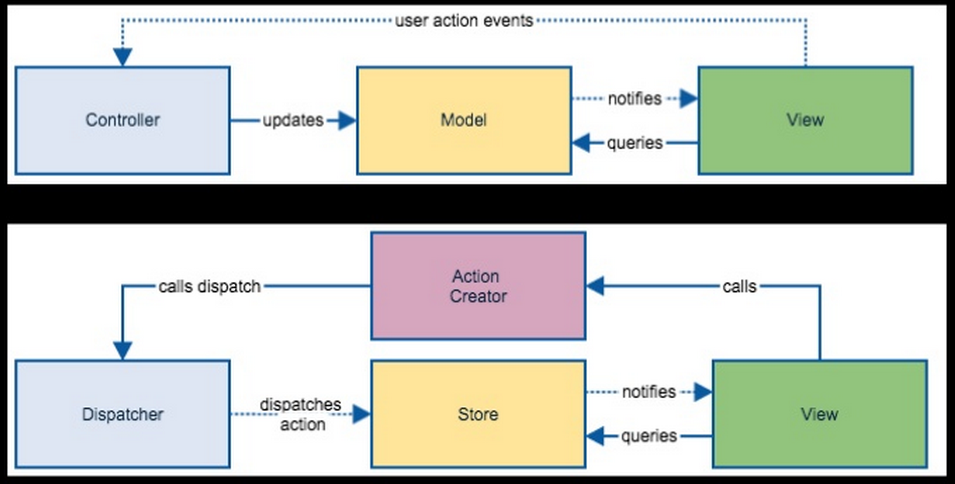 user action events
Controller
updates
Model
notifies
queries
View
Action
Creator
calls dispatch
calls
Dispatcher
dispatches
action
Store
notifies
queries
View